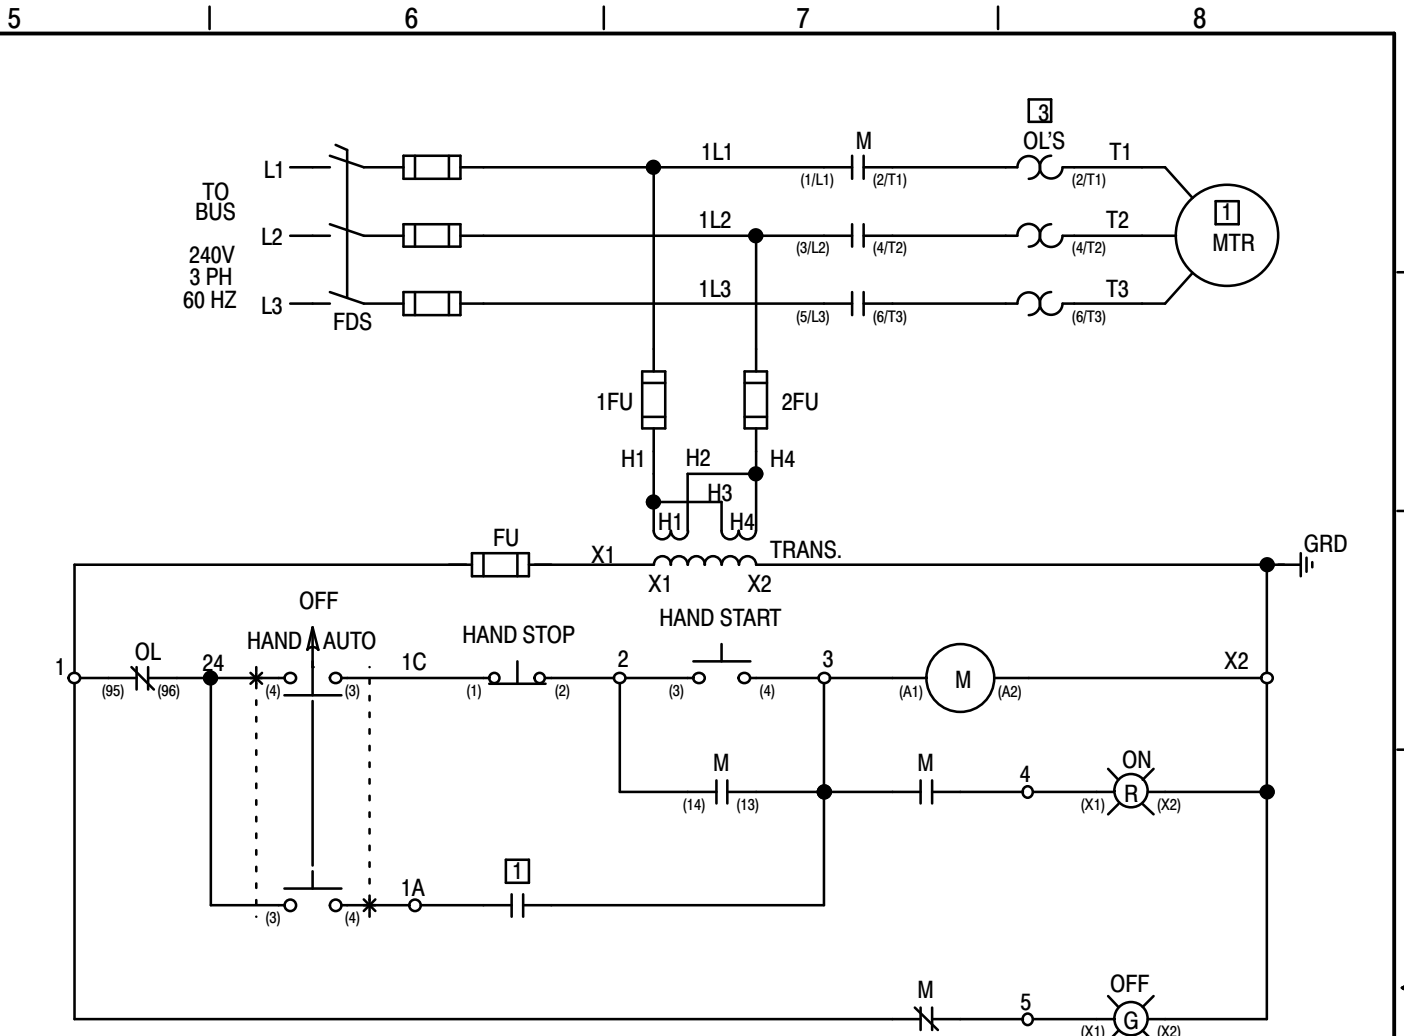 5 6 7 8
3
OL'S
L1 1L1 M T1
(1/L1) (2/T1) (2/T1)
TO
BUS
1
MTR
L2 1L2 T2
(3/L2) (4/T2) (4/T2)
240V
3 PH
60 HZ
L3 1L3 T3
(5/L3) (6/T3) (6/T3)
FDS
1FU 2FU
H1 H2 H4
H3
H1 H4
FU X1 TRANS. GRD
X1 X2
OFF
HAND AUTO HAND STOP HAND START
1 OL 24 1C 2 3 M X2
(95) (96) (4) (3) (1) (2) (3) (4) (A1) (A2)
M M 4 ON
R
(14) (13) (X1) (X2)
1
1A
(3) (4)
M 5 OFF
G
(X1) (X2)